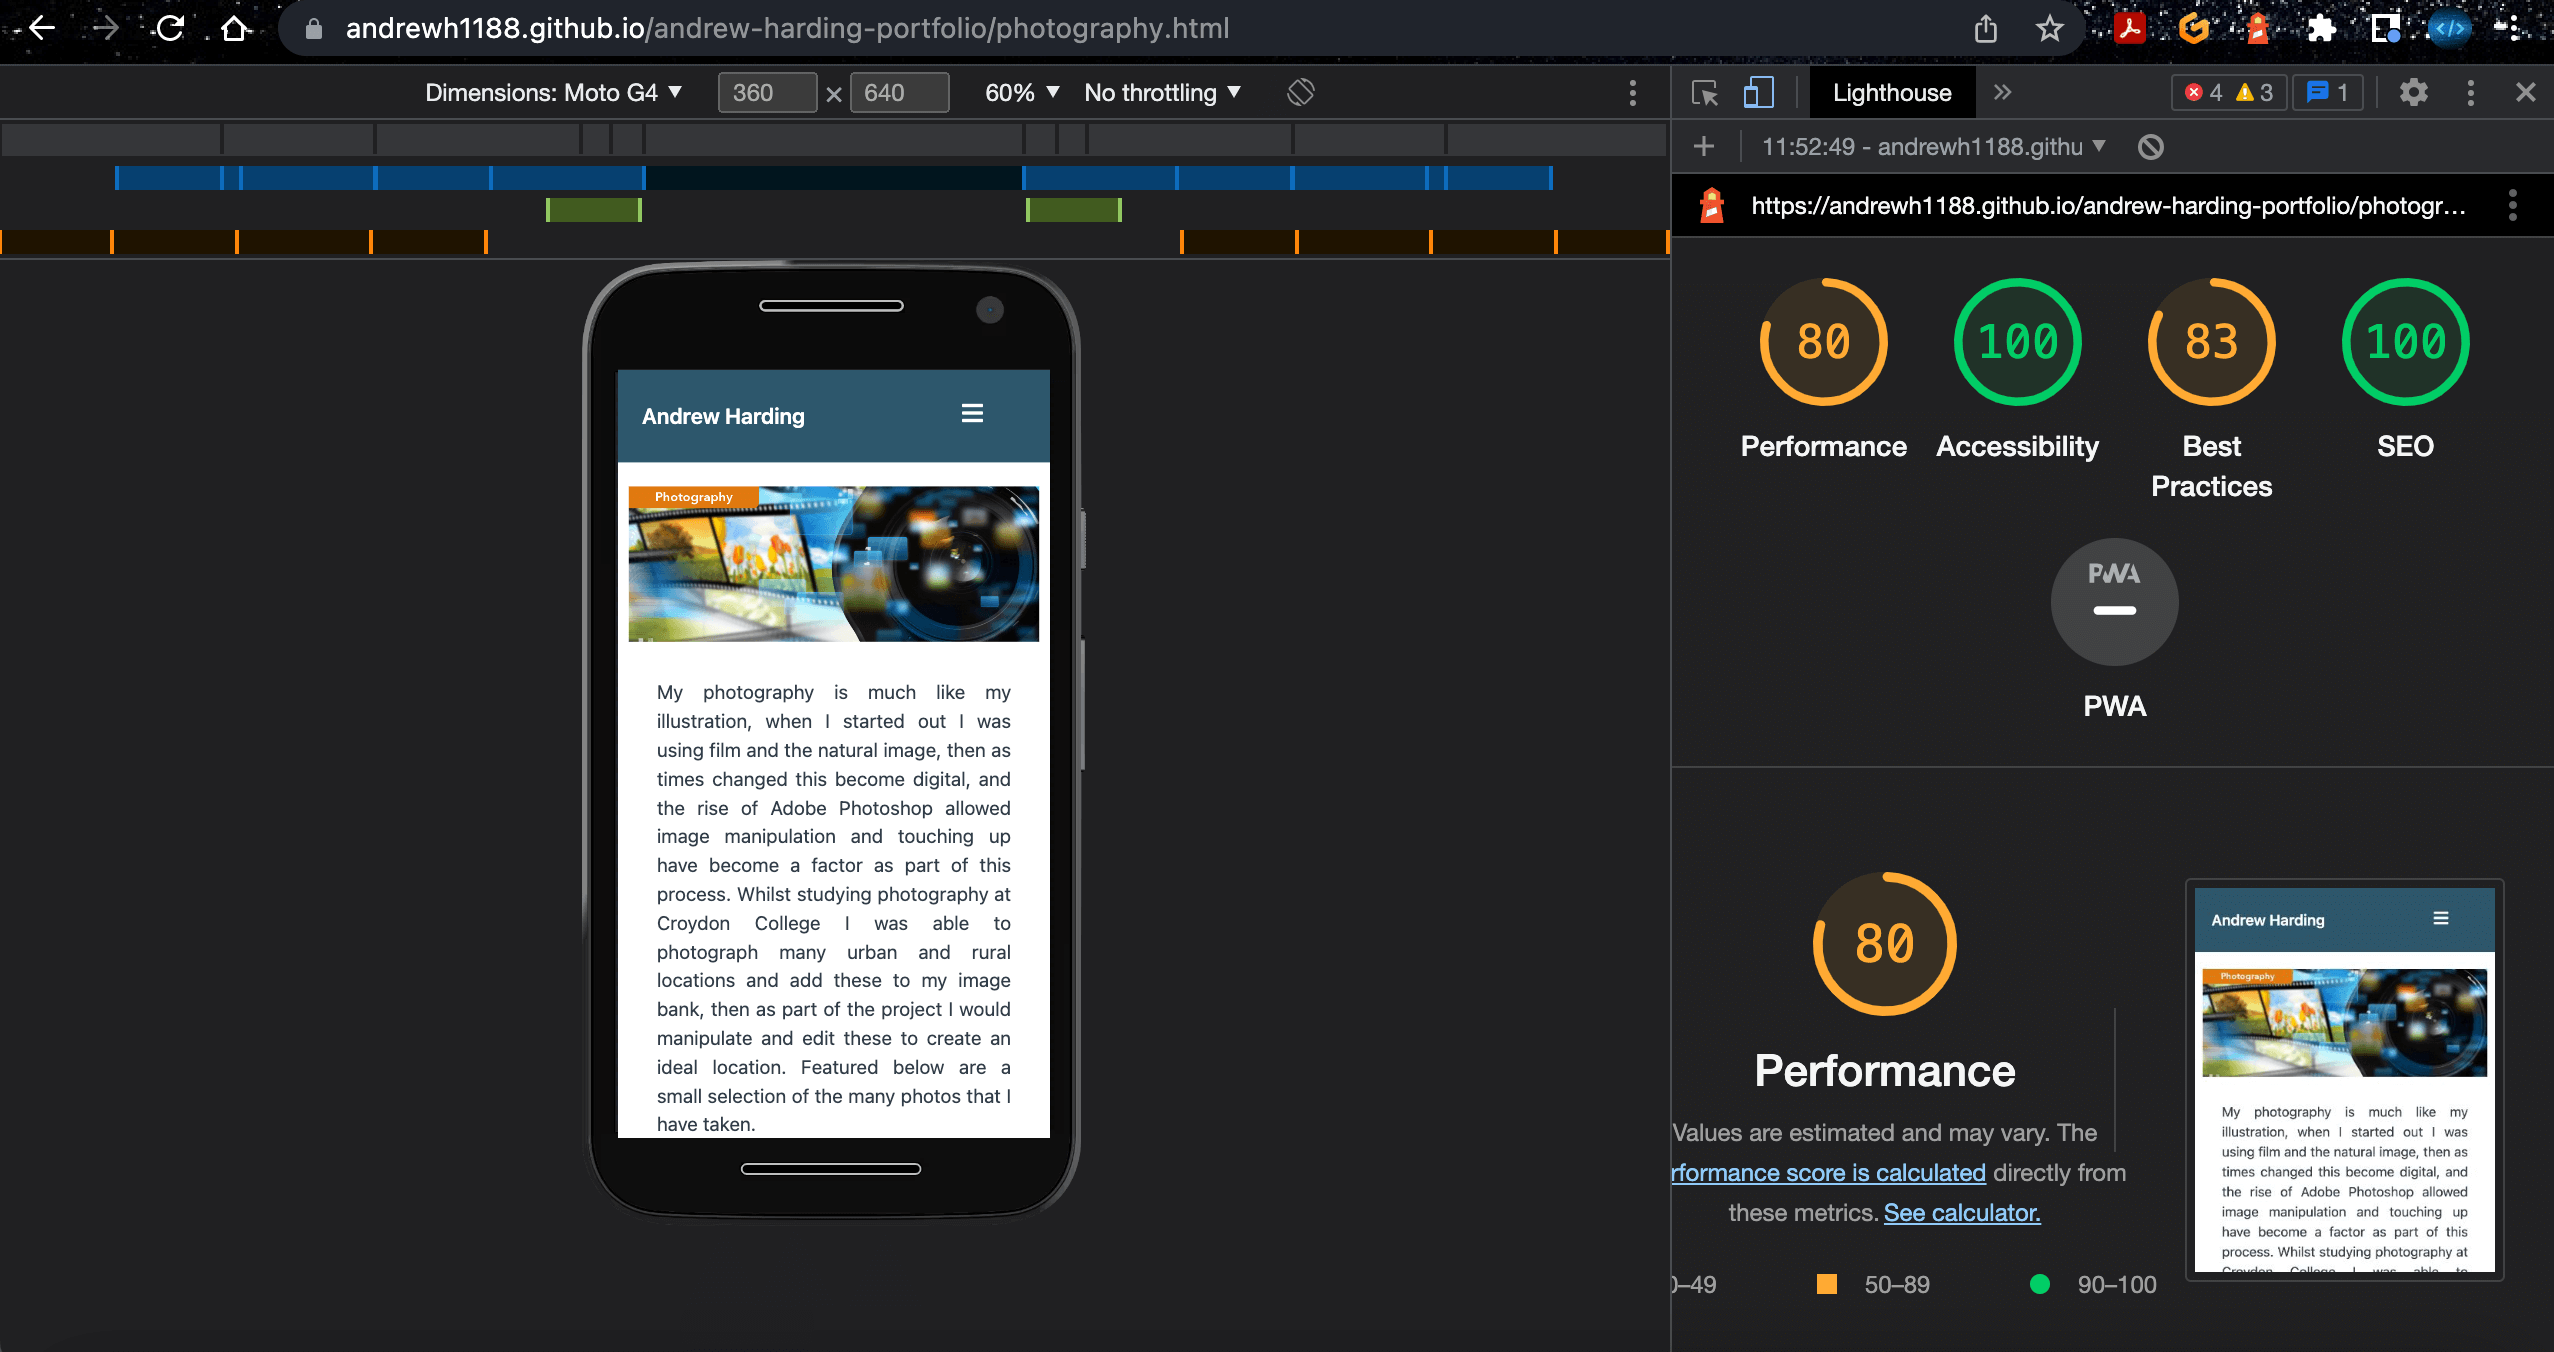 andrewh1188.github.io/andrew-harding-portfolio/photography.html
Dimensions: Moto G4 ▼ 360 × 640 60% ▼ No throttling ▼
Lighthouse » 4 3 1
11:52:49 - andrewh1188.githu ▼
https://andrewh1188.github.io/andrew-harding-portfolio/photogr...
80 100 83 100
Performance Accessibility Best Practices SEO
PWA
PWA
Andrew Harding
Photography
My photography is much like my
illustration, when I started out I was
using film and the natural image, then as
times changed this become digital, and
the rise of Adobe Photoshop allowed
image manipulation and touching up
have become a factor as part of this
process. Whilst studying photography at
Croydon College I was able to
photograph many urban and rural
locations and add these to my image
bank, then as part of the project I would
manipulate and edit these to create an
ideal location. Featured below are a
small selection of the many photos that I
have taken.
80
Performance
Values are estimated and may vary. The
rformance score is calculated directly from
these metrics. See calculator.
0–49 50–89 90–100
Andrew Harding
Photography
My photography is much like my
illustration, when I started out I was
using film and the natural image, then as
times changed this become digital, and
the rise of Adobe Photoshop allowed
image manipulation and touching up
have become a factor as part of this
process. Whilst studying photography at
Croydon College I was able to